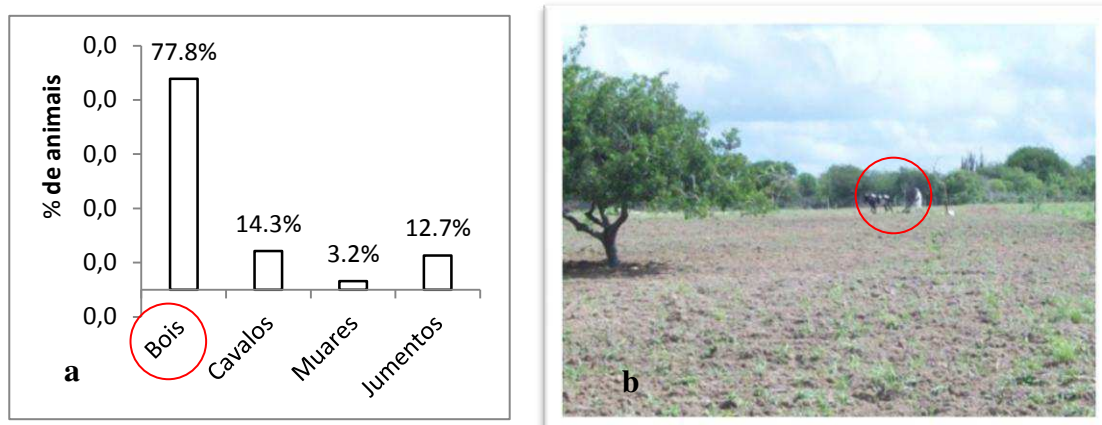 % de animais
0,0
0,0
0,0
0,0
0,0
0,0
77.8%
14.3%
3.2%
12.7%
Bois
Cavalos
Muares
Jumentos
a
b